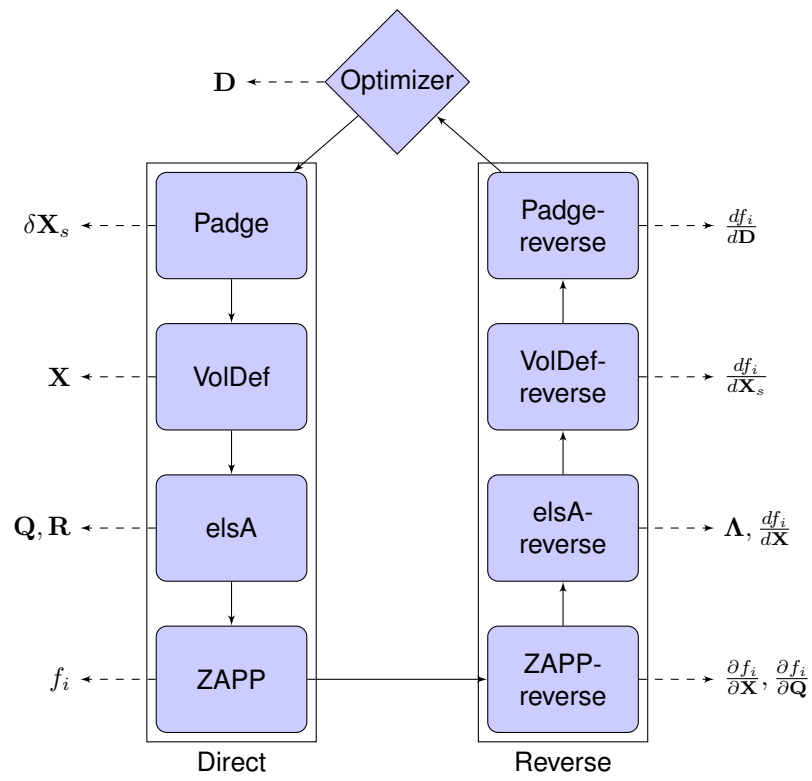 D
Optimizer
δX_s
Padge
Padge-
reverse
df_i/dD
X
VolDef
VolDef-
reverse
df_i/dX_s
Q, R
elsA
elsA-
reverse
Λ, df_i/dX
f_i
ZAPP
ZAPP-
reverse
∂f_i/∂X, ∂f_i/∂Q
Direct
Reverse